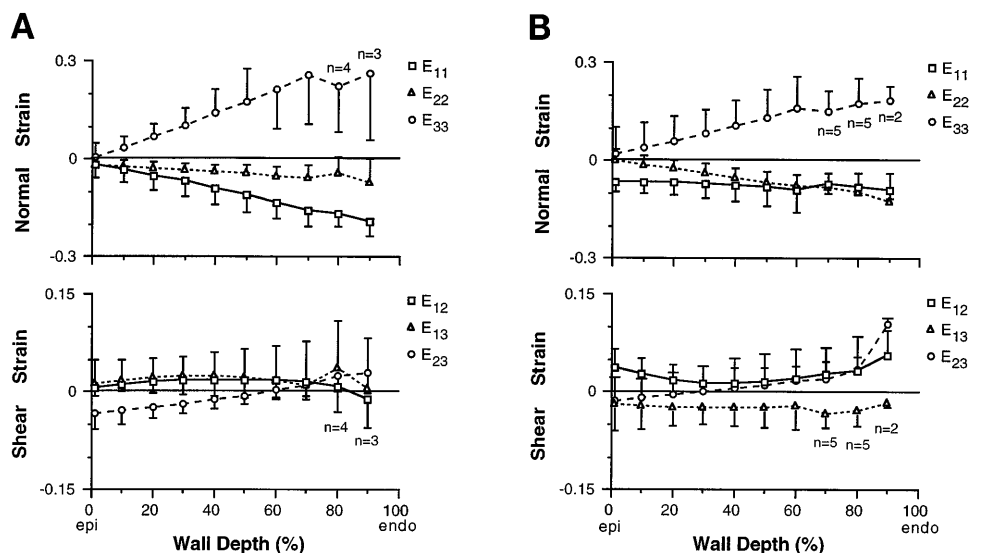 A
B
0.3
0
-0.3
Normal Strain
n=4
n=3
E11
E22
E33
0.3
0
-0.3
Normal Strain
n=5
n=5
n=2
E11
E22
E33
0.15
0
-0.15
Shear Strain
n=4
n=3
E12
E13
E23
0 20 40 60 80 100
epi endo
Wall Depth (%)
0.15
0
-0.15
Shear Strain
n=5
n=5
n=2
E12
E13
E23
0 20 40 60 80 100
epi endo
Wall Depth (%)